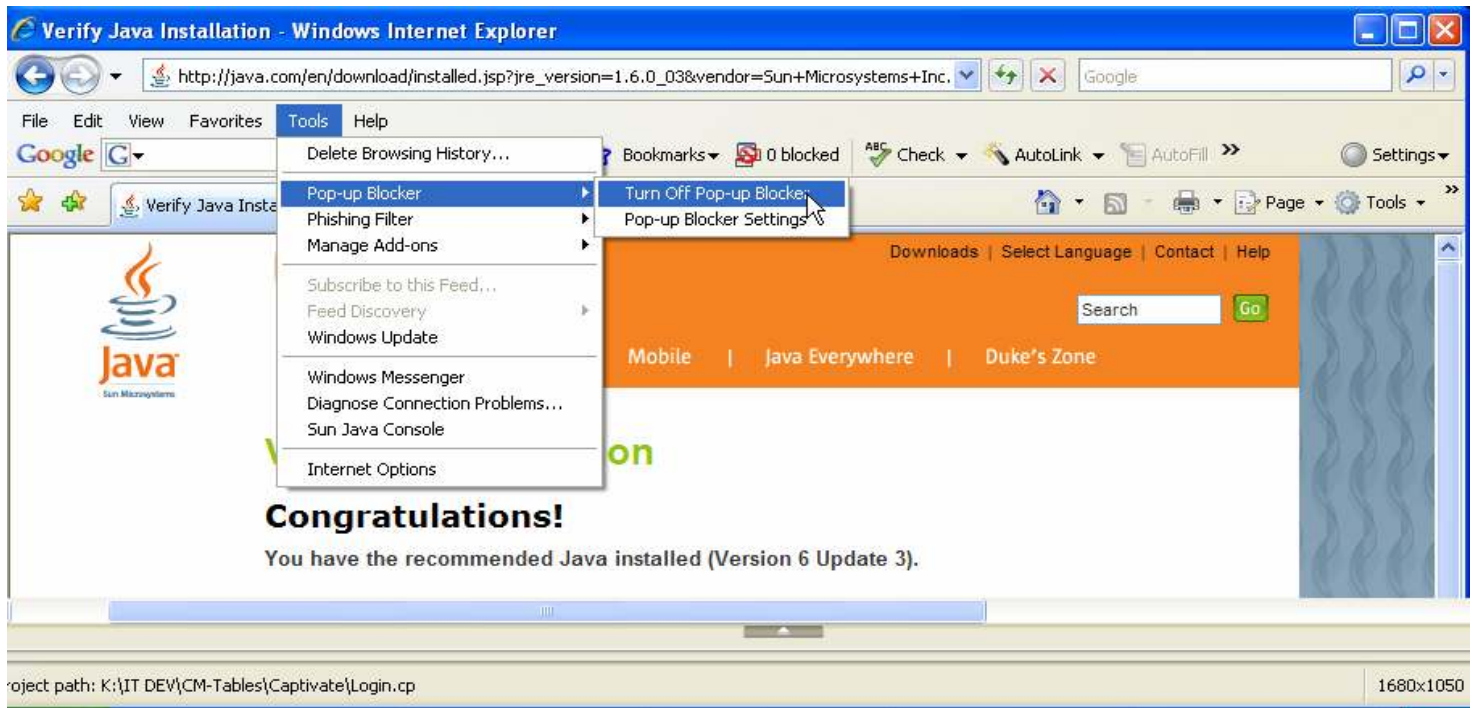 Verify Java Installation - Windows Internet Explorer
http://java.com/en/download/installed.jsp?jre_version=1.6.0_03&vendor=Sun+Microsystems+Inc. Google
File Edit View Favorites Tools Help
Google G Bookmarks 0 blocked ABC Check AutoLink AutoFill >> Settings
Verify Java Insta Page Tools >>
Delete Browsing History...
Pop-up Blocker
Phishing Filter
Manage Add-ons
Subscribe to this Feed...
Feed Discovery
Windows Update
Windows Messenger
Diagnose Connection Problems...
Sun Java Console
Internet Options
Turn Off Pop-up Blocker
Pop-up Blocker Settings
Java
Sun Microsystems
Downloads | Select Language | Contact | Help
Search Go
Mobile | Java Everywhere | Duke's Zone
on
Congratulations!
You have the recommended Java installed (Version 6 Update 3).
roject path: K:\IT DEV\CM-Tables\Captivate\Login.cp 1680x1050